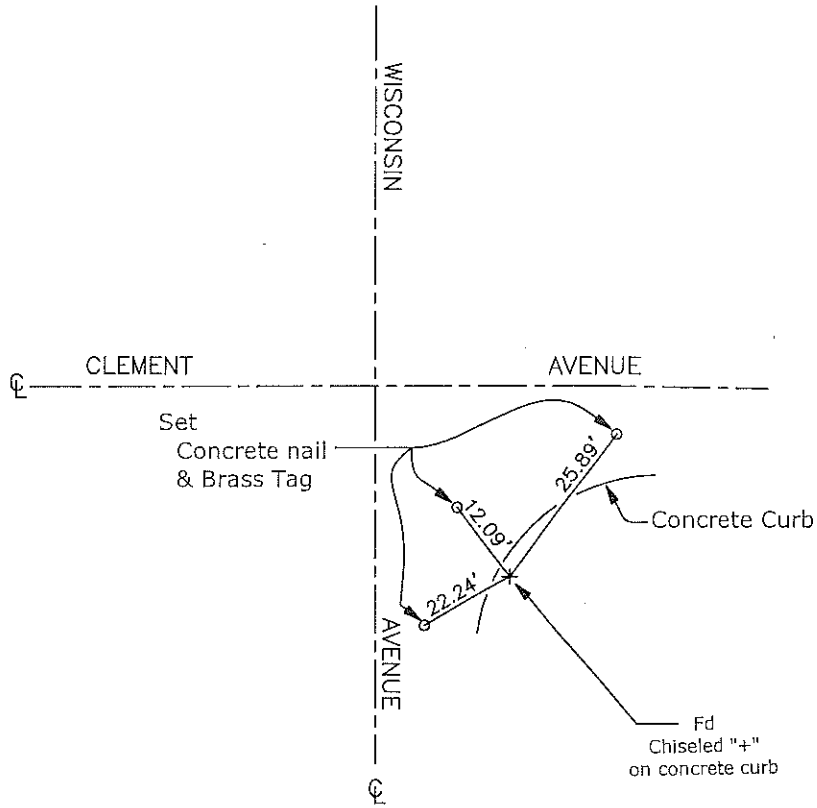 WISCONSIN
CLEMENT
AVENUE
℄
Set
Concrete nail
& Brass Tag
25.89'
12.09'
Concrete Curb
22.24'
AVENUE
Fd
Chiseled "+"
on concrete curb
℄